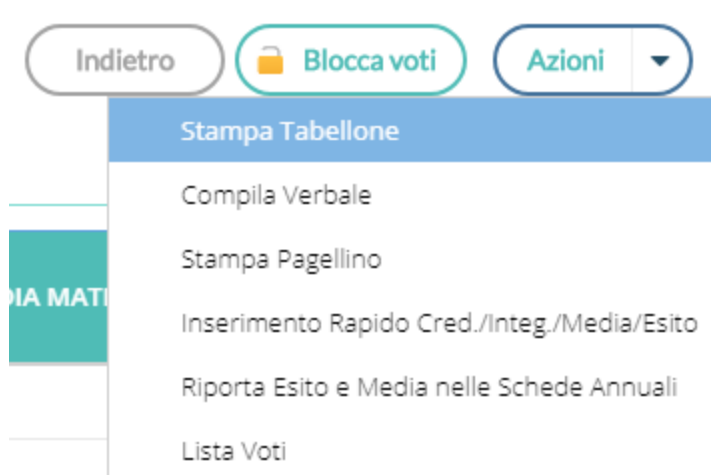 Indietro
Blocca voti
Azioni
Stampa Tabellone
Compila Verbale
Stampa Pagellino
Inserimento Rapido Cred./Integ./Media/Esito
Riporta Esito e Media nelle Schede Annuali
Lista Voti